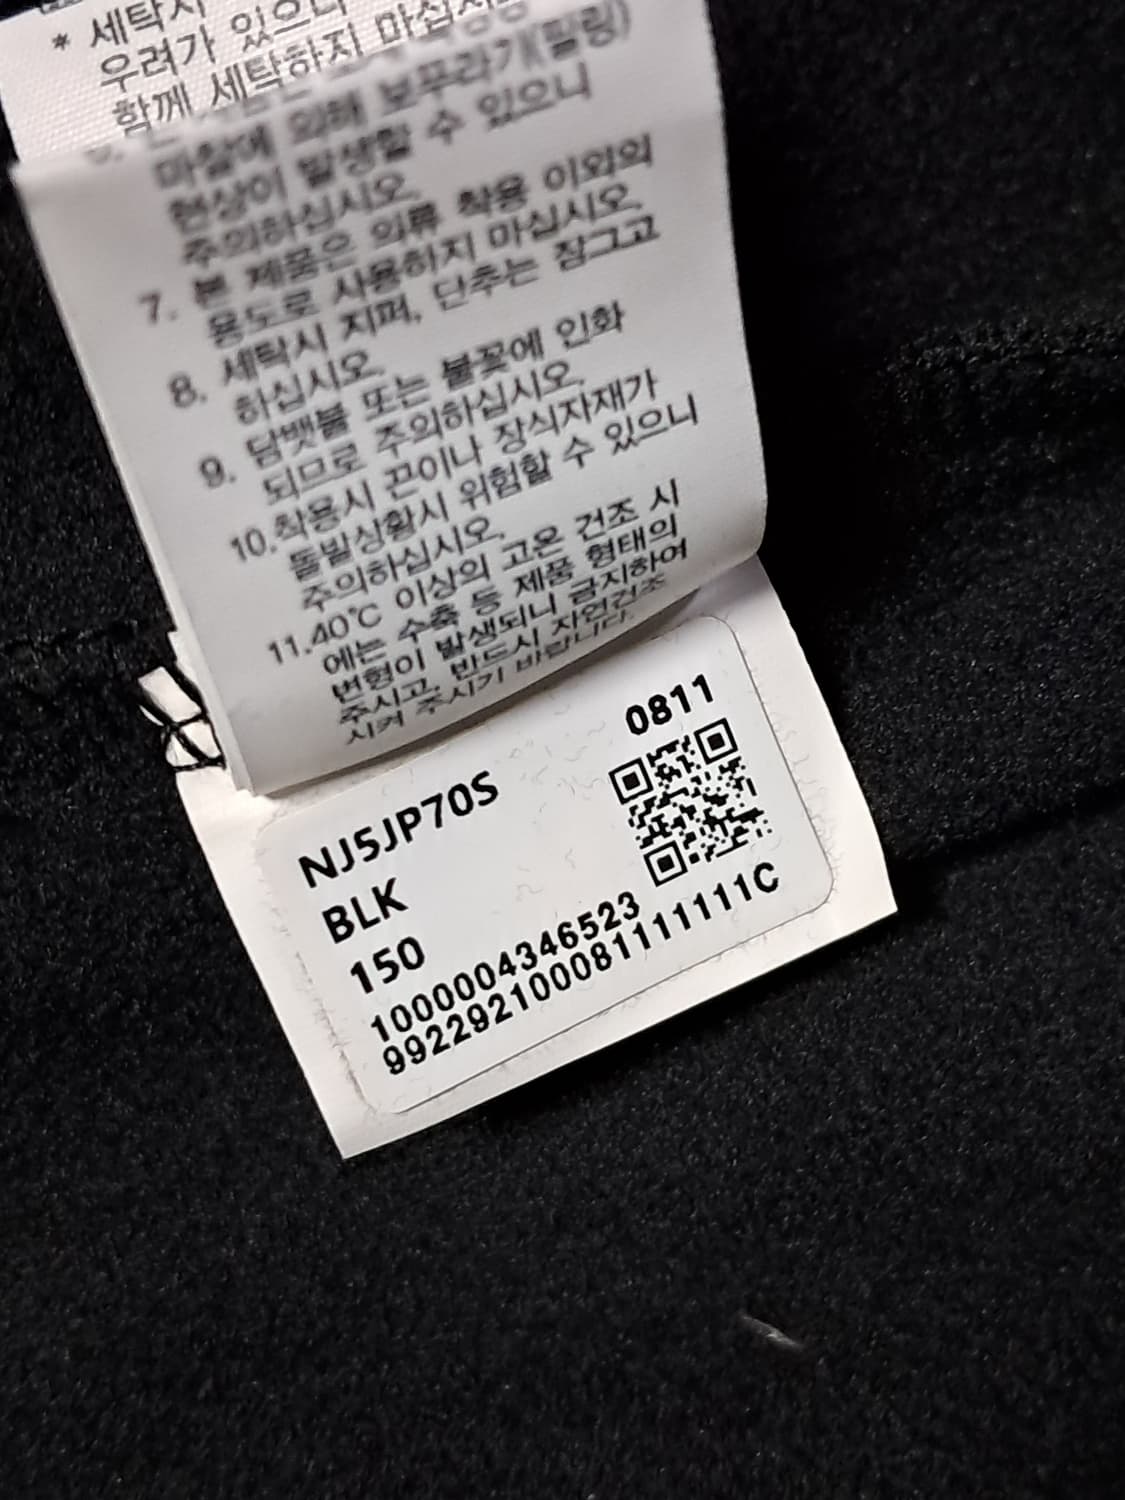 * 세탁시
우려가 있으니
함께 세탁하지 마십시오
보푸라기(필링)
마찰에 의해
현상이 발생할 수 있으니
주의하십시오.
7. 본 제품은 의류 착용 이외의
용도로 사용하지 마십시오.
8. 세탁시 지퍼, 단추는 잠그고
하십시오.
9. 담뱃불 또는 불꽃에 인화
되므로 주의하십시오.
10.착용시 끈이나 장식자재가
돌발상황시 위험할 수 있으니
주의하십시오.
11.40℃ 이상의 고온 건조 시
에는 수축 등 제품 형태의
변형이 발생되니 금지하여
주시고, 반드시 자연건조
시켜 주시기 바랍니다.
0811
NJ5JP70S
BLK
150
1000004346523
9922921000811111111C